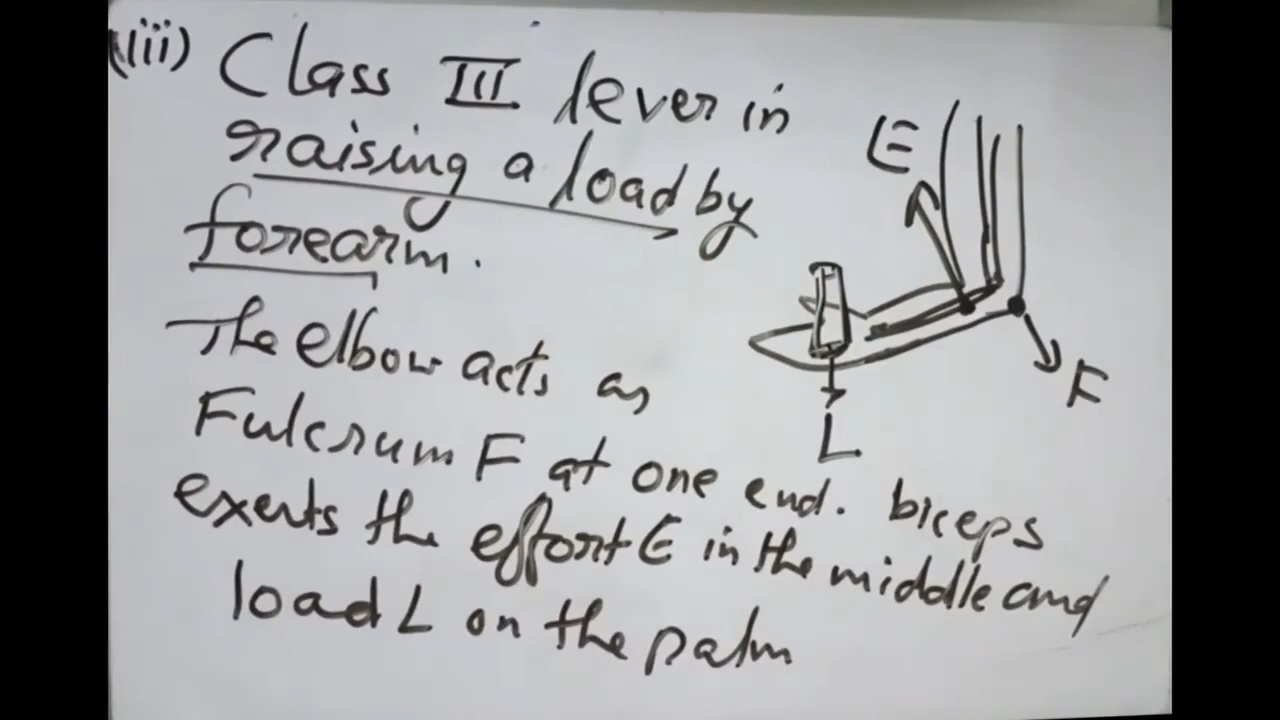 (iii) Class III lever in
raising a load by
forearm.
The elbow acts as
Fulcrum F at one end. biceps
exerts the effort E in the middle and
load L on the palm
E
F
L